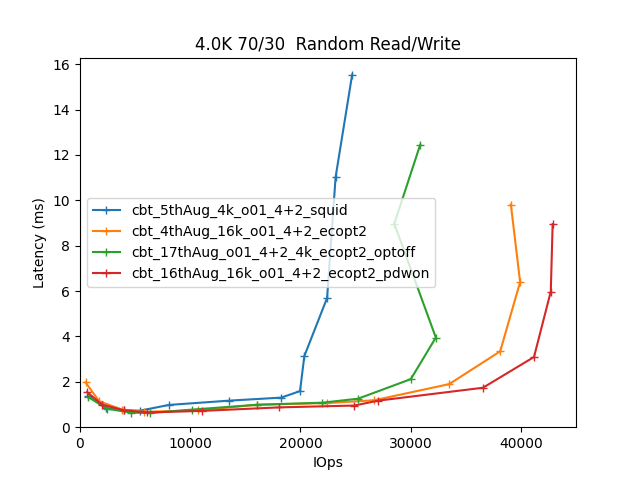 4.0K 70/30  Random Read/Write
Latency (ms)
16
14
12
10
8
6
4
2
0
cbt_5thAug_4k_o01_4+2_squid
cbt_4thAug_16k_o01_4+2_ecopt2
cbt_17thAug_o01_4+2_4k_ecopt2_optoff
cbt_16thAug_16k_o01_4+2_ecopt2_pdwon
0 10000 20000 30000 40000
IOps